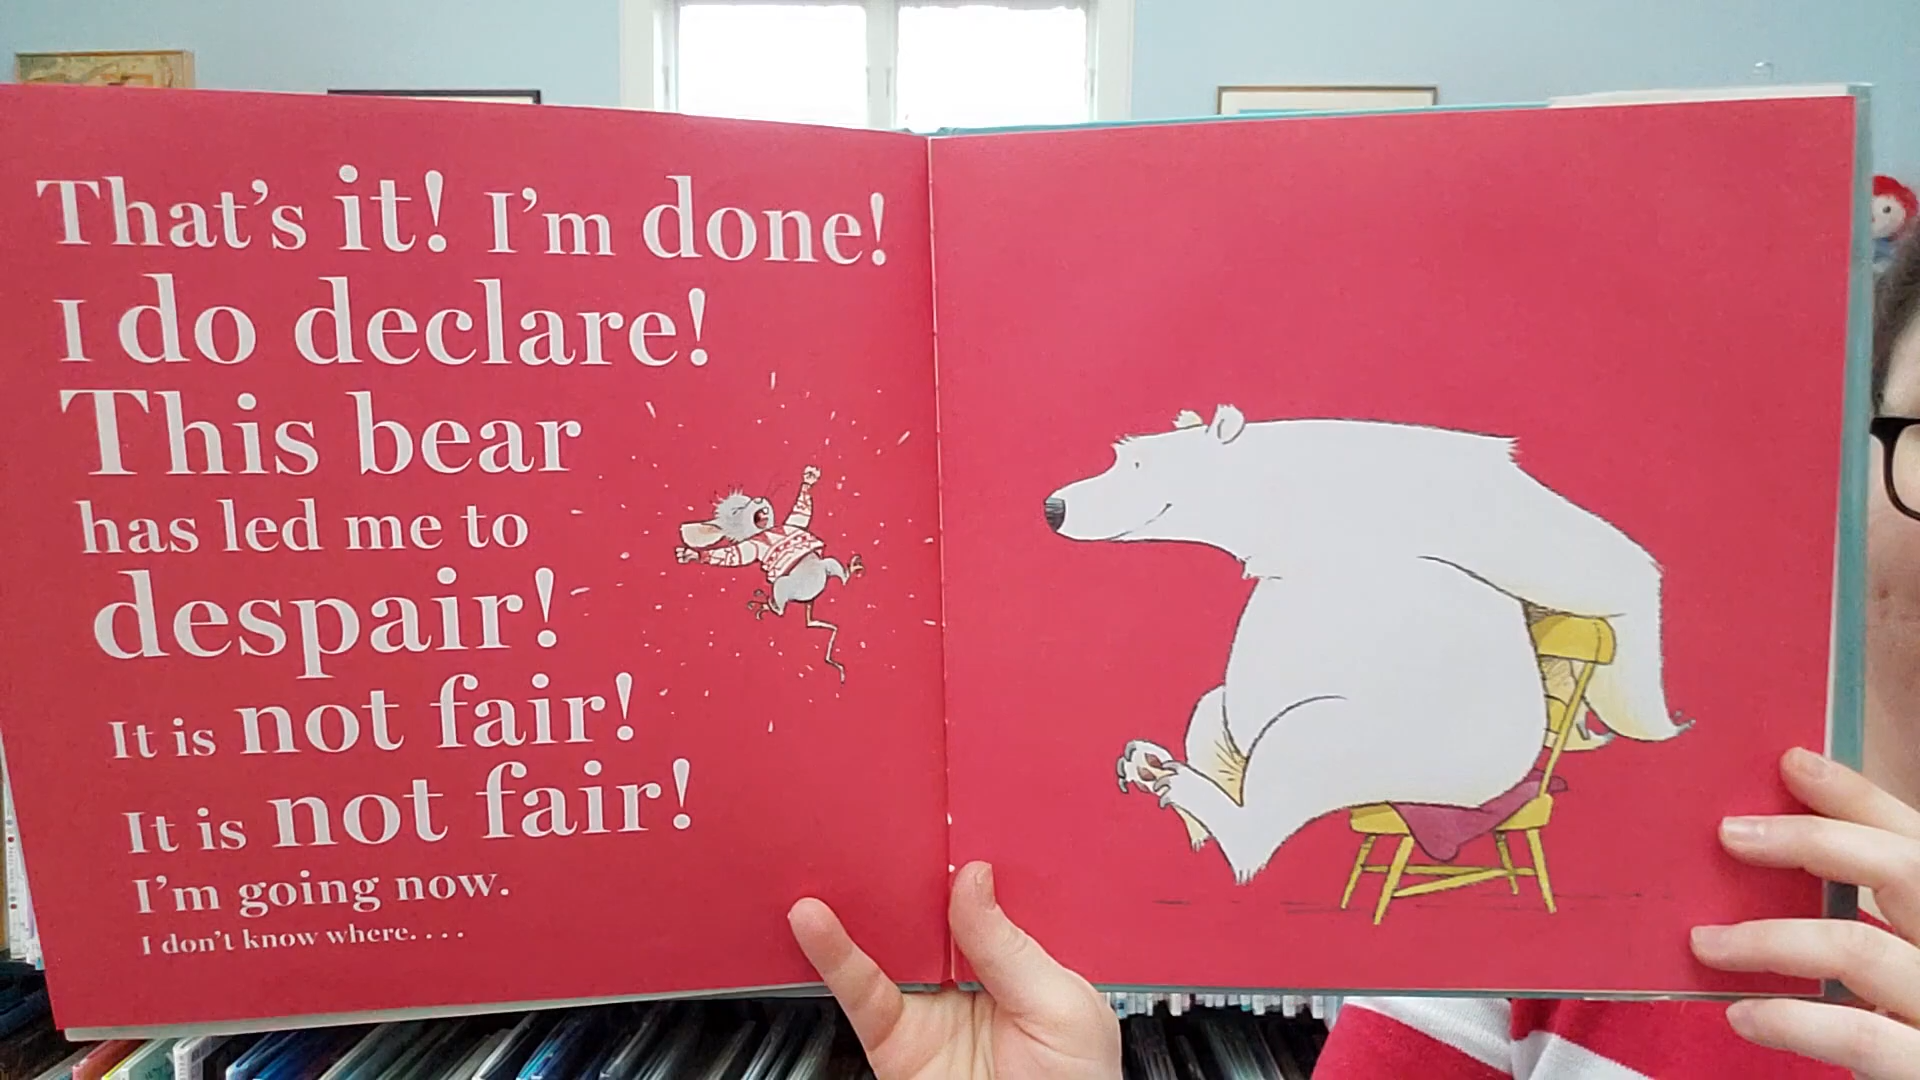 That's it! I'm done!
I do declare!
This bear
has led me to
despair!
It is not fair!
It is not fair!
I'm going now.
I don't know where....